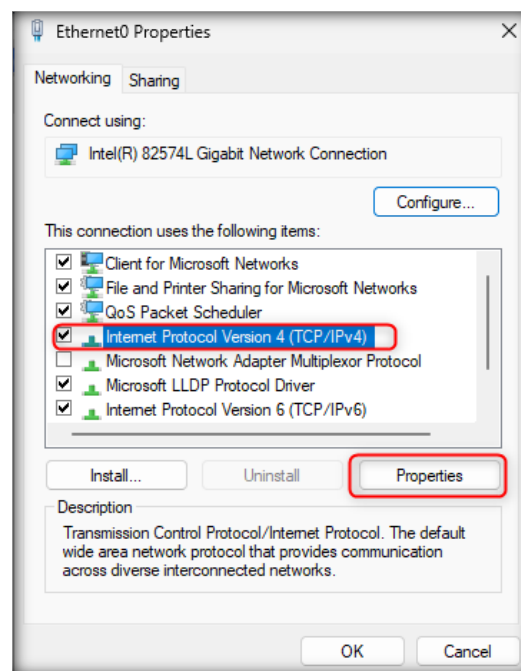 Ethernet0 Properties
Networking
Sharing
Connect using:
Intel(R) 82574L Gigabit Network Connection
Configure...
This connection uses the following items:
Client for Microsoft Networks
File and Printer Sharing for Microsoft Networks
QoS Packet Scheduler
Internet Protocol Version 4 (TCP/IPv4)
Microsoft Network Adapter Multiplexor Protocol
Microsoft LLDP Protocol Driver
Internet Protocol Version 6 (TCP/IPv6)
Install...
Uninstall
Properties
Description
Transmission Control Protocol/Internet Protocol. The default
wide area network protocol that provides communication
across diverse interconnected networks.
OK
Cancel